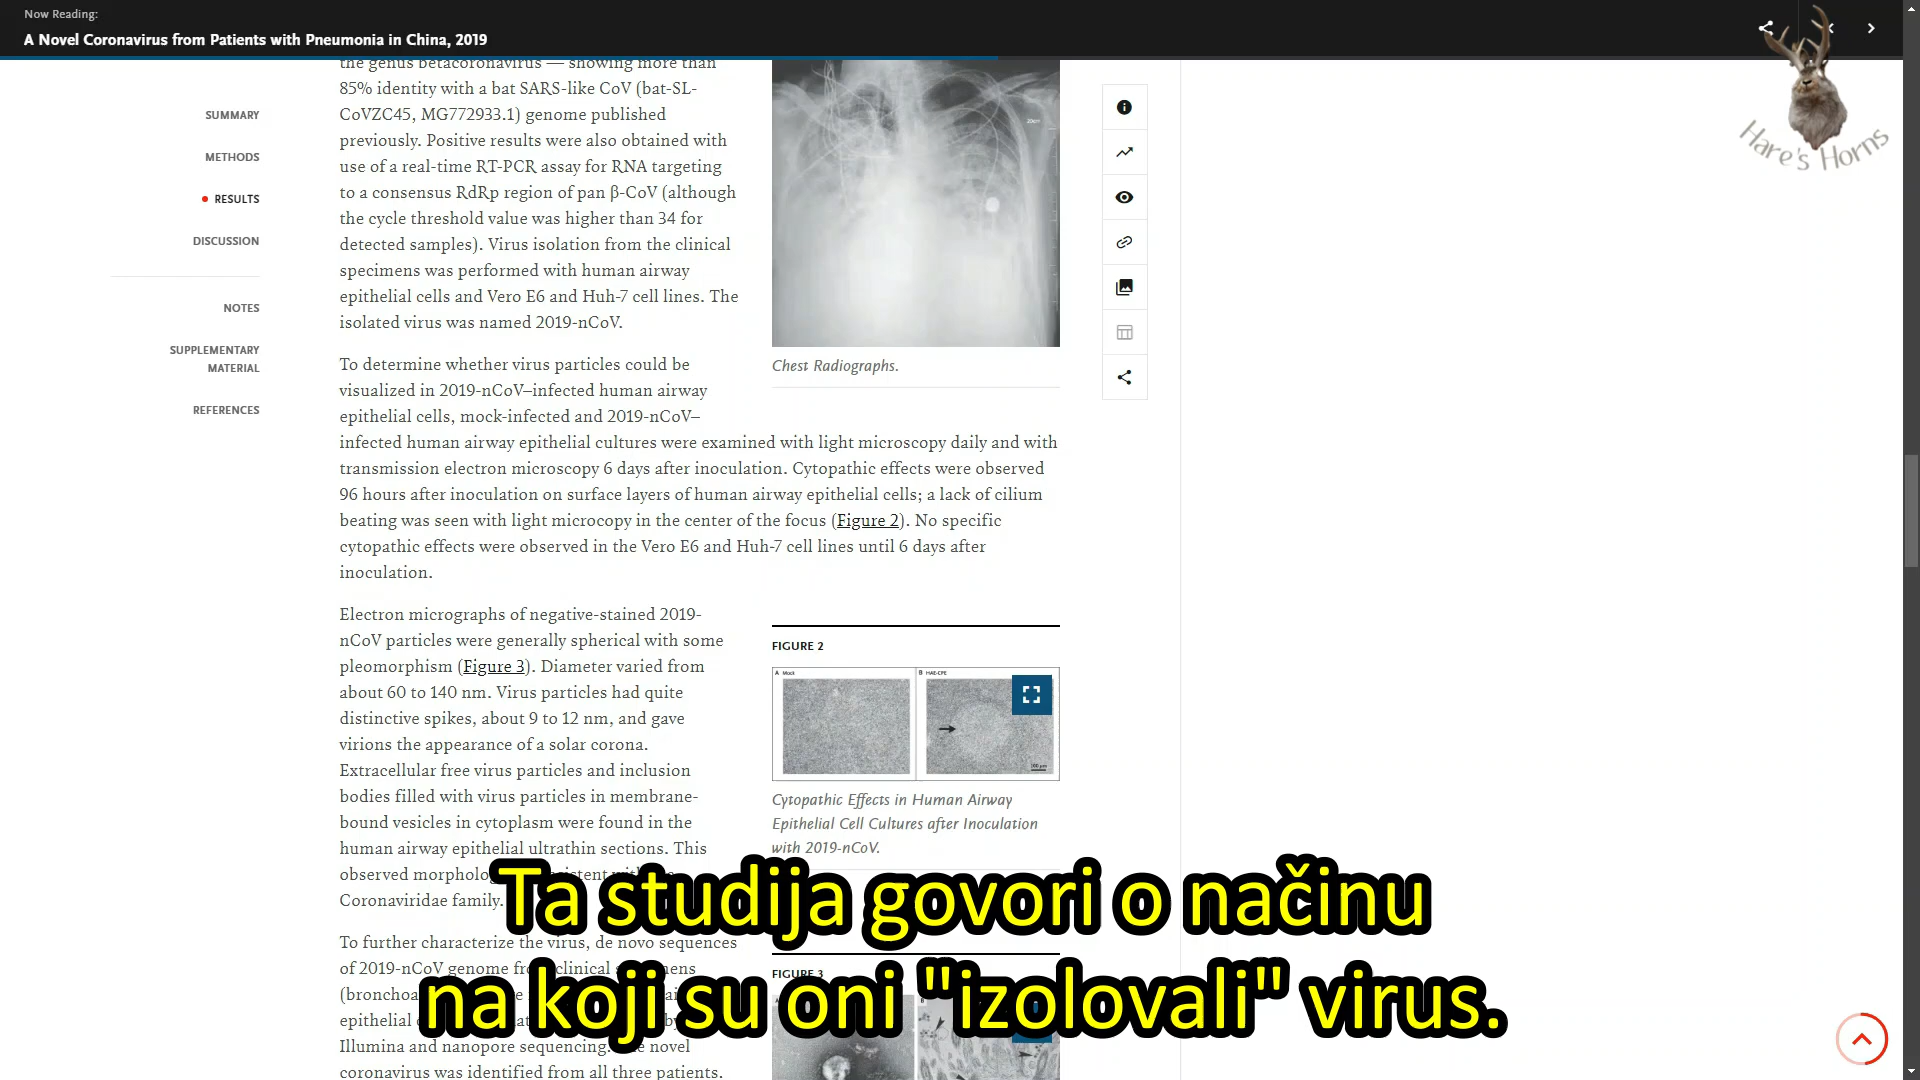 Now Reading:
A Novel Coronavirus from Patients with Pneumonia in China, 2019
Hare's Horns
SUMMARY
METHODS
RESULTS
DISCUSSION
NOTES
SUPPLEMENTARY
MATERIAL
REFERENCES
the genus betacoronavirus — showing more than
85% identity with a bat SARS-like CoV (bat-SL-
CoVZC45, MG772933.1) genome published
previously. Positive results were also obtained with
use of a real-time RT-PCR assay for RNA targeting
to a consensus RdRp region of pan β-CoV (although
the cycle threshold value was higher than 34 for
detected samples). Virus isolation from the clinical
specimens was performed with human airway
epithelial cells and Vero E6 and Huh-7 cell lines. The
isolated virus was named 2019-nCoV.
Chest Radiographs.
To determine whether virus particles could be
visualized in 2019-nCoV–infected human airway
epithelial cells, mock-infected and 2019-nCoV–
infected human airway epithelial cultures were examined with light microscopy daily and with
transmission electron microscopy 6 days after inoculation. Cytopathic effects were observed
96 hours after inoculation on surface layers of human airway epithelial cells; a lack of cilium
beating was seen with light microcopy in the center of the focus (Figure 2). No specific
cytopathic effects were observed in the Vero E6 and Huh-7 cell lines until 6 days after
inoculation.
Electron micrographs of negative-stained 2019-
nCoV particles were generally spherical with some
pleomorphism (Figure 3). Diameter varied from
about 60 to 140 nm. Virus particles had quite
distinctive spikes, about 9 to 12 nm, and gave
virions the appearance of a solar corona.
Extracellular free virus particles and inclusion
bodies filled with virus particles in membrane-
bound vesicles in cytoplasm were found in the
human airway epithelial ultrathin sections. This
observed
Coronaviridae family.
To further characterize the virus, de novo sequences
of 2019-nCoV genome clinical
epithelial
Illumina and nanopore sequencing. novel
coronavirus was identified from all three patients.
FIGURE 2
A Mock
B HAE-CPE
100 μm
Cytopathic Effects in Human Airway
Epithelial Cell Cultures after Inoculation
with 2019-nCoV.
FIGURE 3
Ta studija govori o načinu
na koji su oni "izolovali" virus.